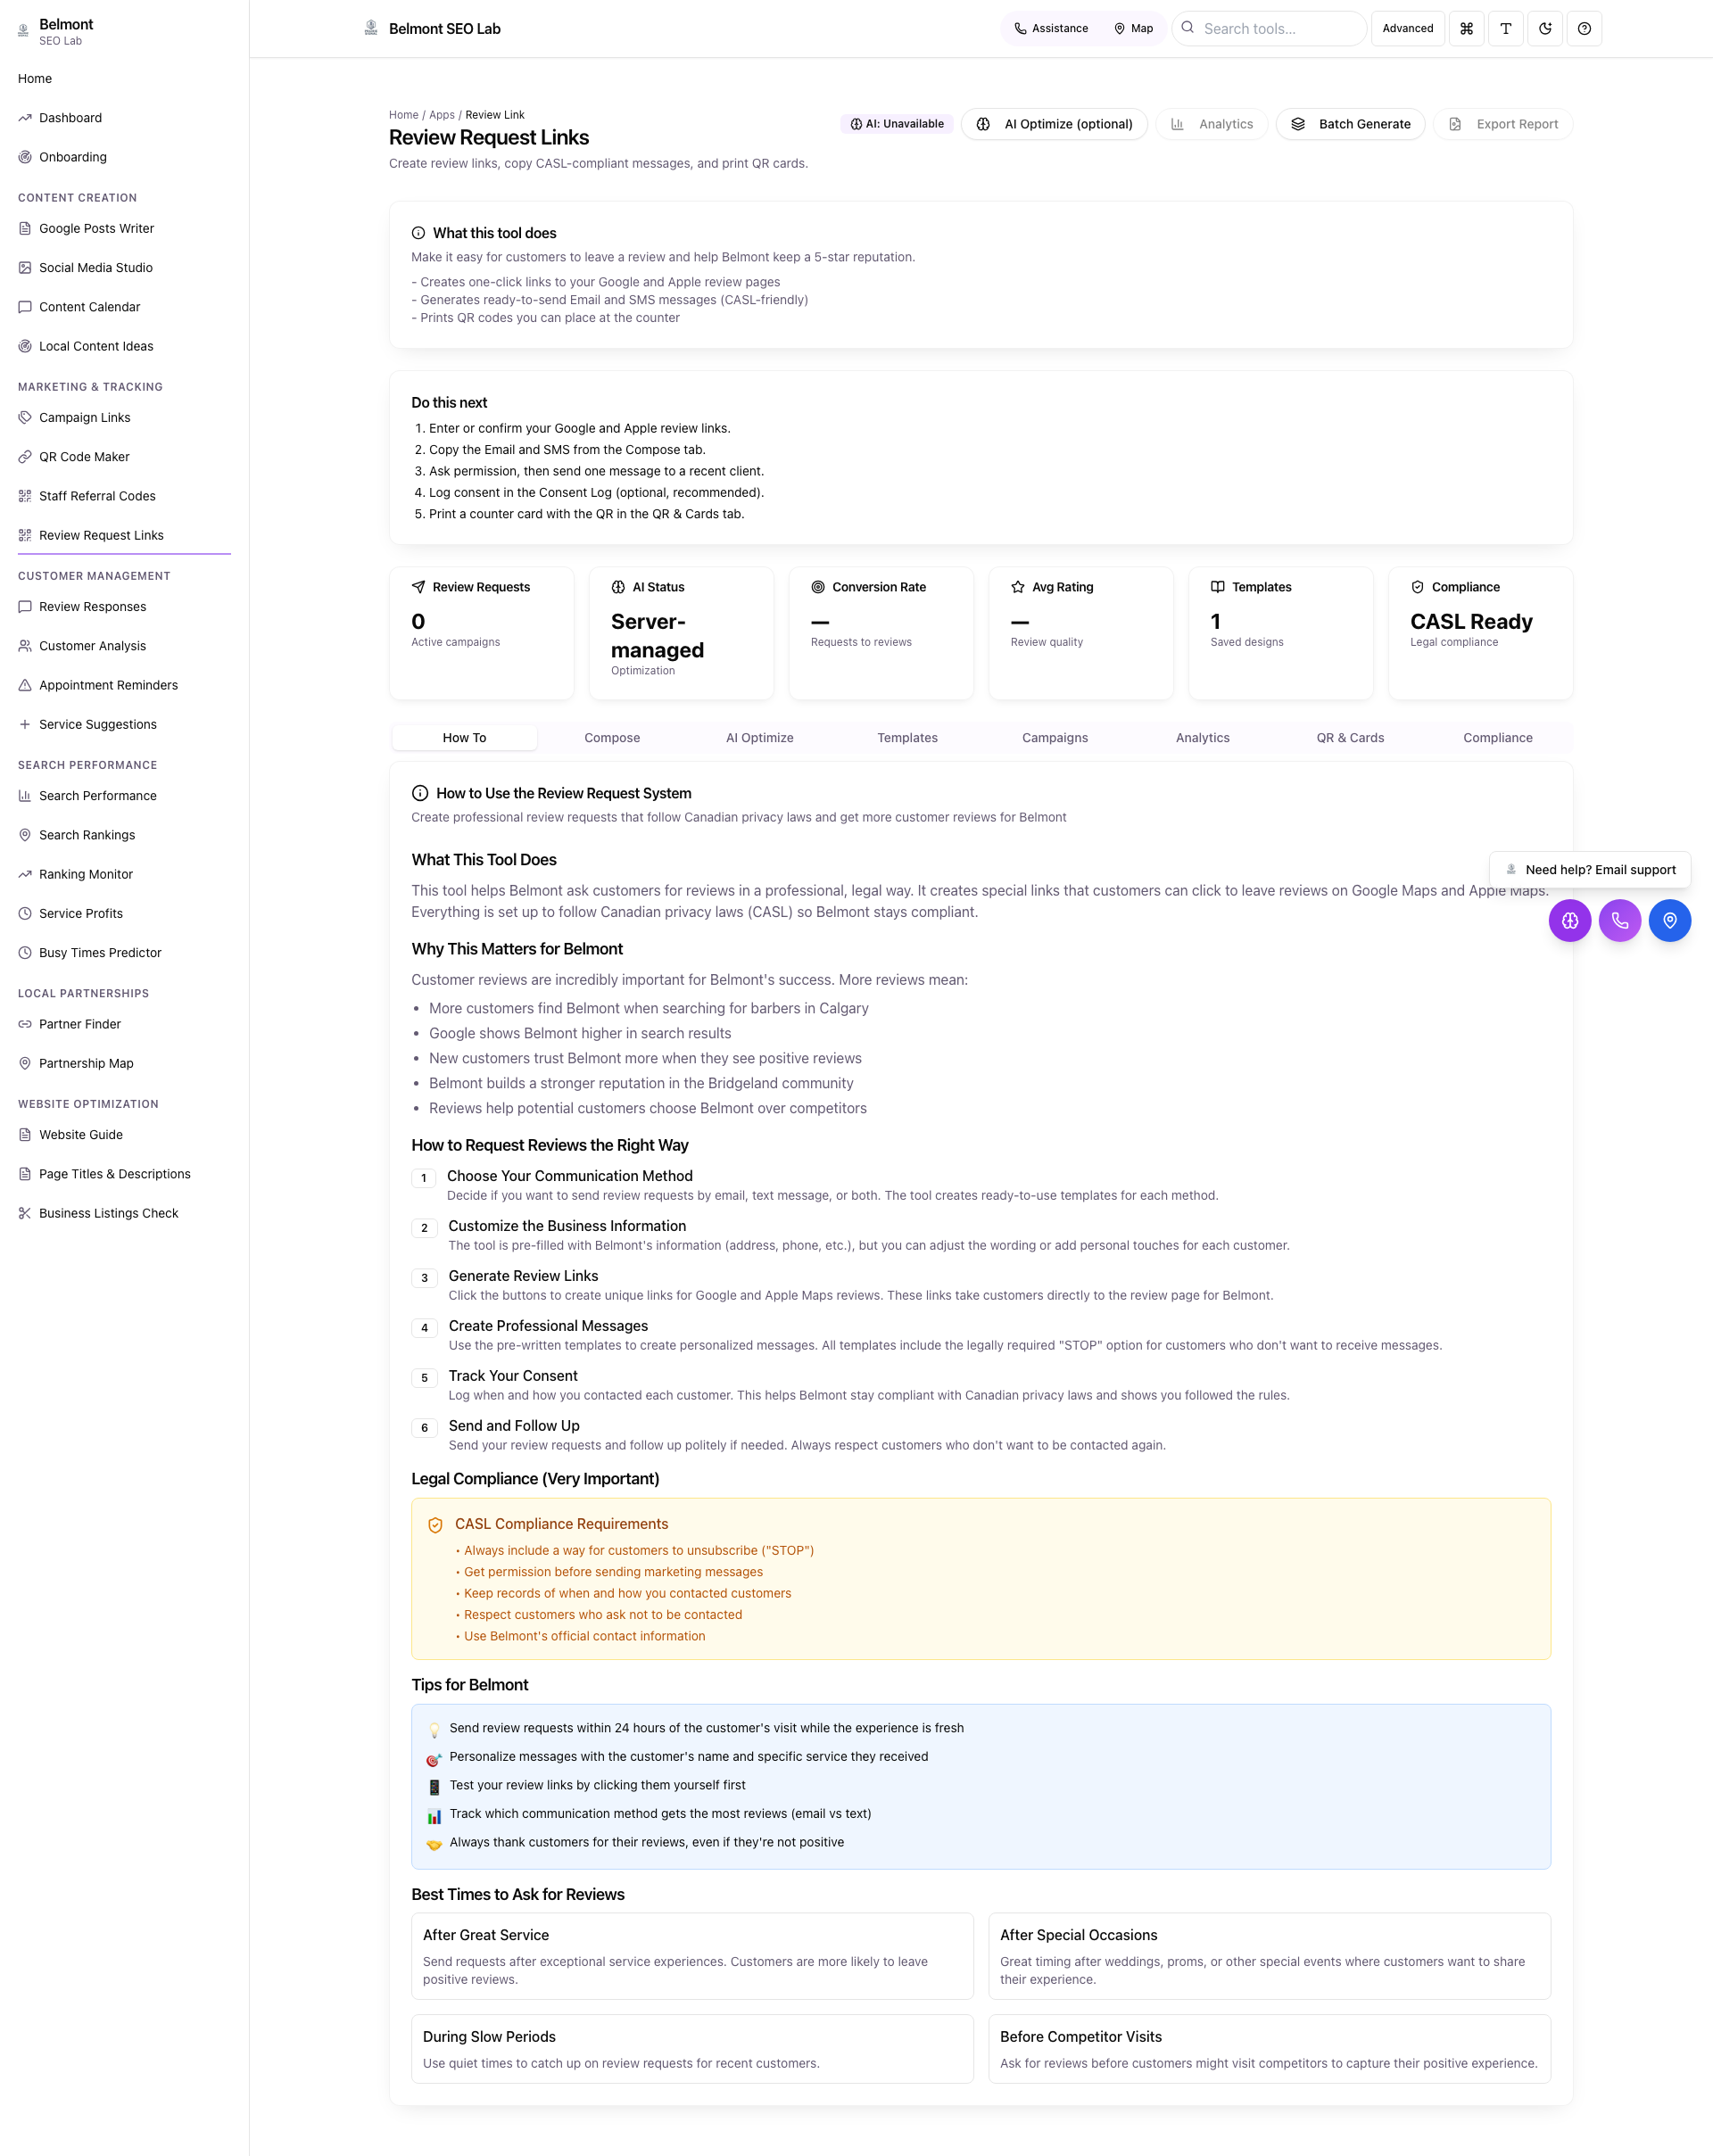 Belmont
SEO Lab
Home
Dashboard
Onboarding
CONTENT CREATION
Google Posts Writer
Social Media Studio
Content Calendar
Local Content Ideas
MARKETING & TRACKING
Campaign Links
QR Code Maker
Staff Referral Codes
Review Request Links
CUSTOMER MANAGEMENT
Review Responses
Customer Analysis
Appointment Reminders
Service Suggestions
SEARCH PERFORMANCE
Search Performance
Search Rankings
Ranking Monitor
Service Profits
Busy Times Predictor
LOCAL PARTNERSHIPS
Partner Finder
Partnership Map
WEBSITE OPTIMIZATION
Website Guide
Page Titles & Descriptions
Business Listings Check
Belmont SEO Lab
Assistance
Map
Search tools...
Advanced
Home / Apps / Review Link
Review Request Links
Create review links, copy CASL-compliant messages, and print QR cards.
AI: Unavailable
AI Optimize (optional)
Analytics
Batch Generate
Export Report
What this tool does
Make it easy for customers to leave a review and help Belmont keep a 5-star reputation.
- Creates one-click links to your Google and Apple review pages
- Generates ready-to-send Email and SMS messages (CASL-friendly)
- Prints QR codes you can place at the counter
Do this next
1. Enter or confirm your Google and Apple review links.
2. Copy the Email and SMS from the Compose tab.
3. Ask permission, then send one message to a recent client.
4. Log consent in the Consent Log (optional, recommended).
5. Print a counter card with the QR in the QR & Cards tab.
Review Requests
0
Active campaigns
AI Status
Server-
managed
Optimization
Conversion Rate
—
Requests to reviews
Avg Rating
—
Review quality
Templates
1
Saved designs
Compliance
CASL Ready
Legal compliance
How To
Compose
AI Optimize
Templates
Campaigns
Analytics
QR & Cards
Compliance
How to Use the Review Request System
Create professional review requests that follow Canadian privacy laws and get more customer reviews for Belmont
What This Tool Does
This tool helps Belmont ask customers for reviews in a professional, legal way. It creates special links that customers can click to leave reviews on Google Maps and Apple Maps.
Everything is set up to follow Canadian privacy laws (CASL) so Belmont stays compliant.
Need help? Email support
Why This Matters for Belmont
Customer reviews are incredibly important for Belmont's success. More reviews mean:
• More customers find Belmont when searching for barbers in Calgary
• Google shows Belmont higher in search results
• New customers trust Belmont more when they see positive reviews
• Belmont builds a stronger reputation in the Bridgeland community
• Reviews help potential customers choose Belmont over competitors
How to Request Reviews the Right Way
1 Choose Your Communication Method
Decide if you want to send review requests by email, text message, or both. The tool creates ready-to-use templates for each method.
2 Customize the Business Information
The tool is pre-filled with Belmont's information (address, phone, etc.), but you can adjust the wording or add personal touches for each customer.
3 Generate Review Links
Click the buttons to create unique links for Google and Apple Maps reviews. These links take customers directly to the review page for Belmont.
4 Create Professional Messages
Use the pre-written templates to create personalized messages. All templates include the legally required "STOP" option for customers who don't want to receive messages.
5 Track Your Consent
Log when and how you contacted each customer. This helps Belmont stay compliant with Canadian privacy laws and shows you followed the rules.
6 Send and Follow Up
Send your review requests and follow up politely if needed. Always respect customers who don't want to be contacted again.
Legal Compliance (Very Important)
CASL Compliance Requirements
• Always include a way for customers to unsubscribe ("STOP")
• Get permission before sending marketing messages
• Keep records of when and how you contacted customers
• Respect customers who ask not to be contacted
• Use Belmont's official contact information
Tips for Belmont
Send review requests within 24 hours of the customer's visit while the experience is fresh
Personalize messages with the customer's name and specific service they received
Test your review links by clicking them yourself first
Track which communication method gets the most reviews (email vs text)
Always thank customers for their reviews, even if they're not positive
Best Times to Ask for Reviews
After Great Service
Send requests after exceptional service experiences. Customers are more likely to leave
positive reviews.
After Special Occasions
Great timing after weddings, proms, or other special events where customers want to share
their experience.
During Slow Periods
Use quiet times to catch up on review requests for recent customers.
Before Competitor Visits
Ask for reviews before customers might visit competitors to capture their positive experience.